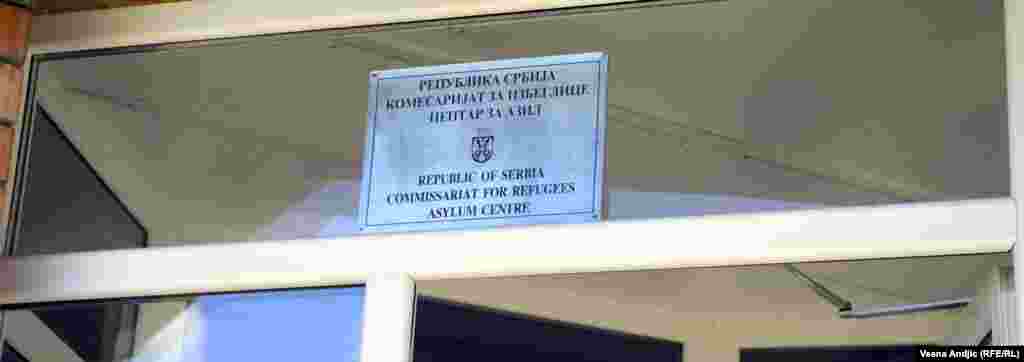 РЕПУБЛИКА СРБИЈА
КОМЕСАРИЈАТ ЗА ИЗБЕГЛИЦЕ
ЦЕНТАР ЗА АЗИЛ
REPUBLIC OF SERBIA
COMMISSARIAT FOR REFUGEES
ASYLUM CENTRE
Vesna Andjic (RFE/RL)